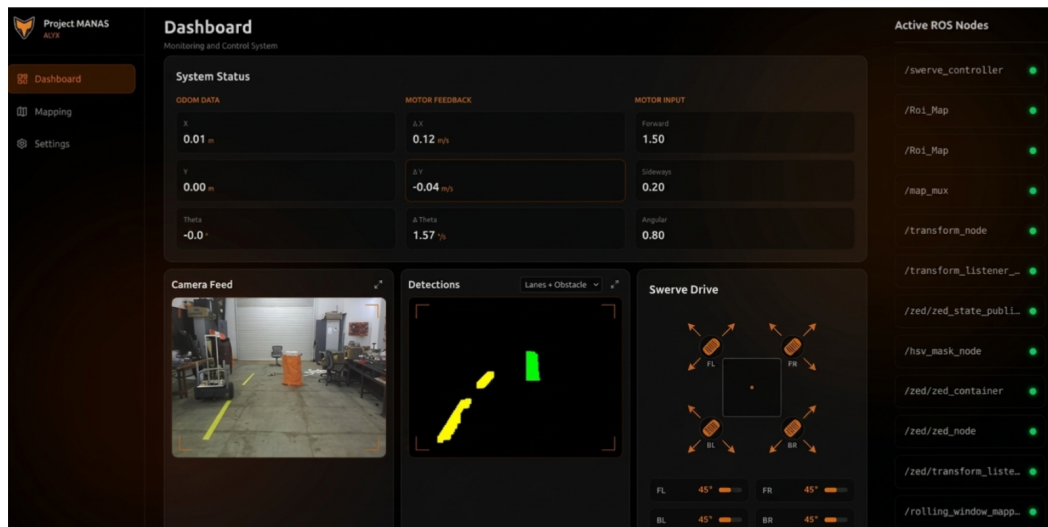 Project MANAS
ALYX
Dashboard
Mapping
Settings
Dashboard
Monitoring and Control System
System Status
ODOM DATA
X
0.01 m
Y
0.00 m
Theta
-0.0 °
MOTOR FEEDBACK
Δ X
0.12 m/s
Δ Y
-0.04 m/s
Δ Theta
1.57 °/s
MOTOR INPUT
Forward
1.50
Sideways
0.20
Angular
0.80
Camera Feed
Detections
Lanes + Obstacle
Swerve Drive
FL
FR
BL
BR
FL 45°
FR 45°
BL 45°
BR 45°
Active ROS Nodes
/swerve_controller
/Roi_Map
/Roi_Map
/map_mux
/transform_node
/transform_listener_…
/zed/zed_state_publi…
/hsv_mask_node
/zed/zed_container
/zed/zed_node
/zed/transform_liste…
/rolling_window_mapp…